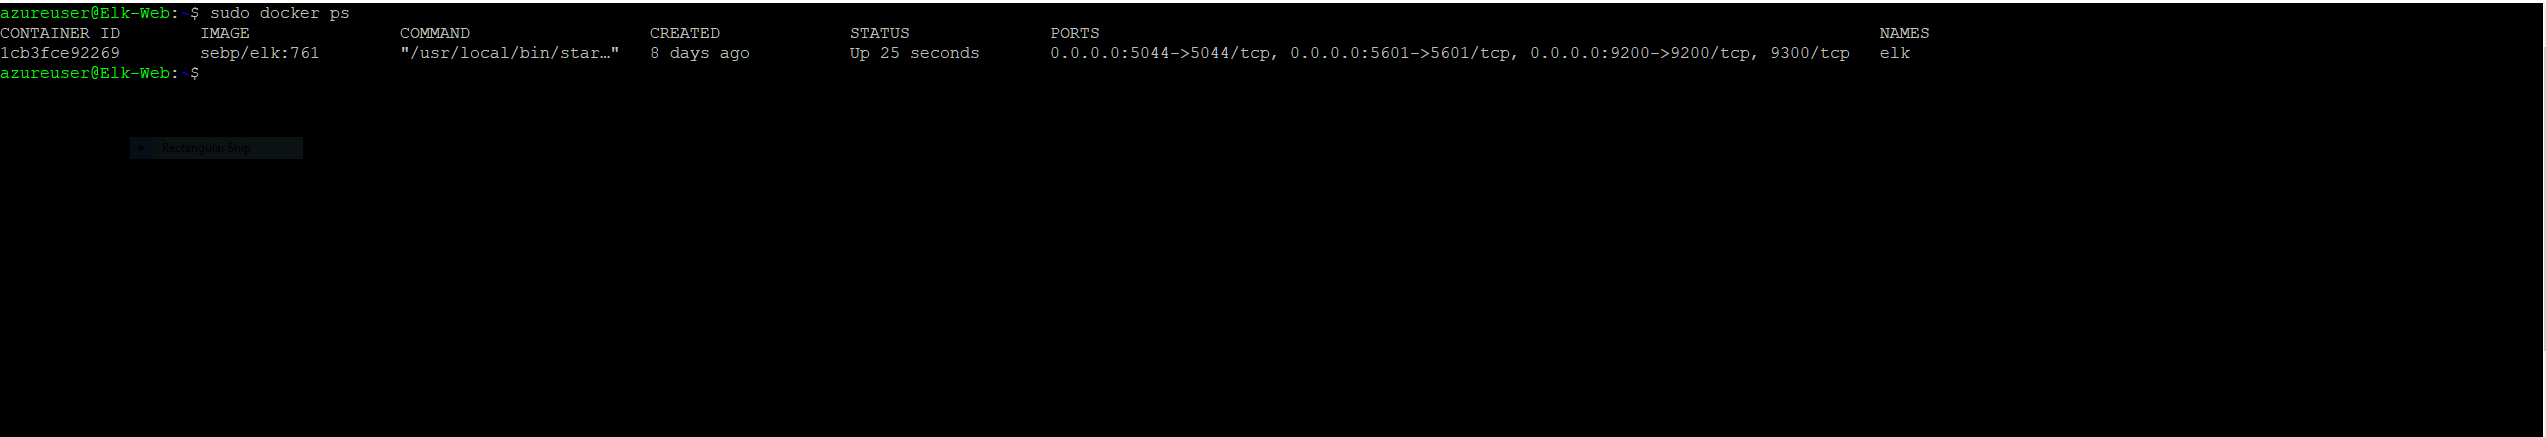 azureuser@Elk-Web:~$ sudo docker ps
CONTAINER ID        IMAGE               COMMAND                  CREATED             STATUS              PORTS                                                                              NAMES
1cb3fce92269        sebp/elk:761        "/usr/local/bin/star…"   8 days ago          Up 25 seconds       0.0.0.0:5044->5044/tcp, 0.0.0.0:5601->5601/tcp, 0.0.0.0:9200->9200/tcp, 9300/tcp   elk
azureuser@Elk-Web:~$
Rectangular Snip